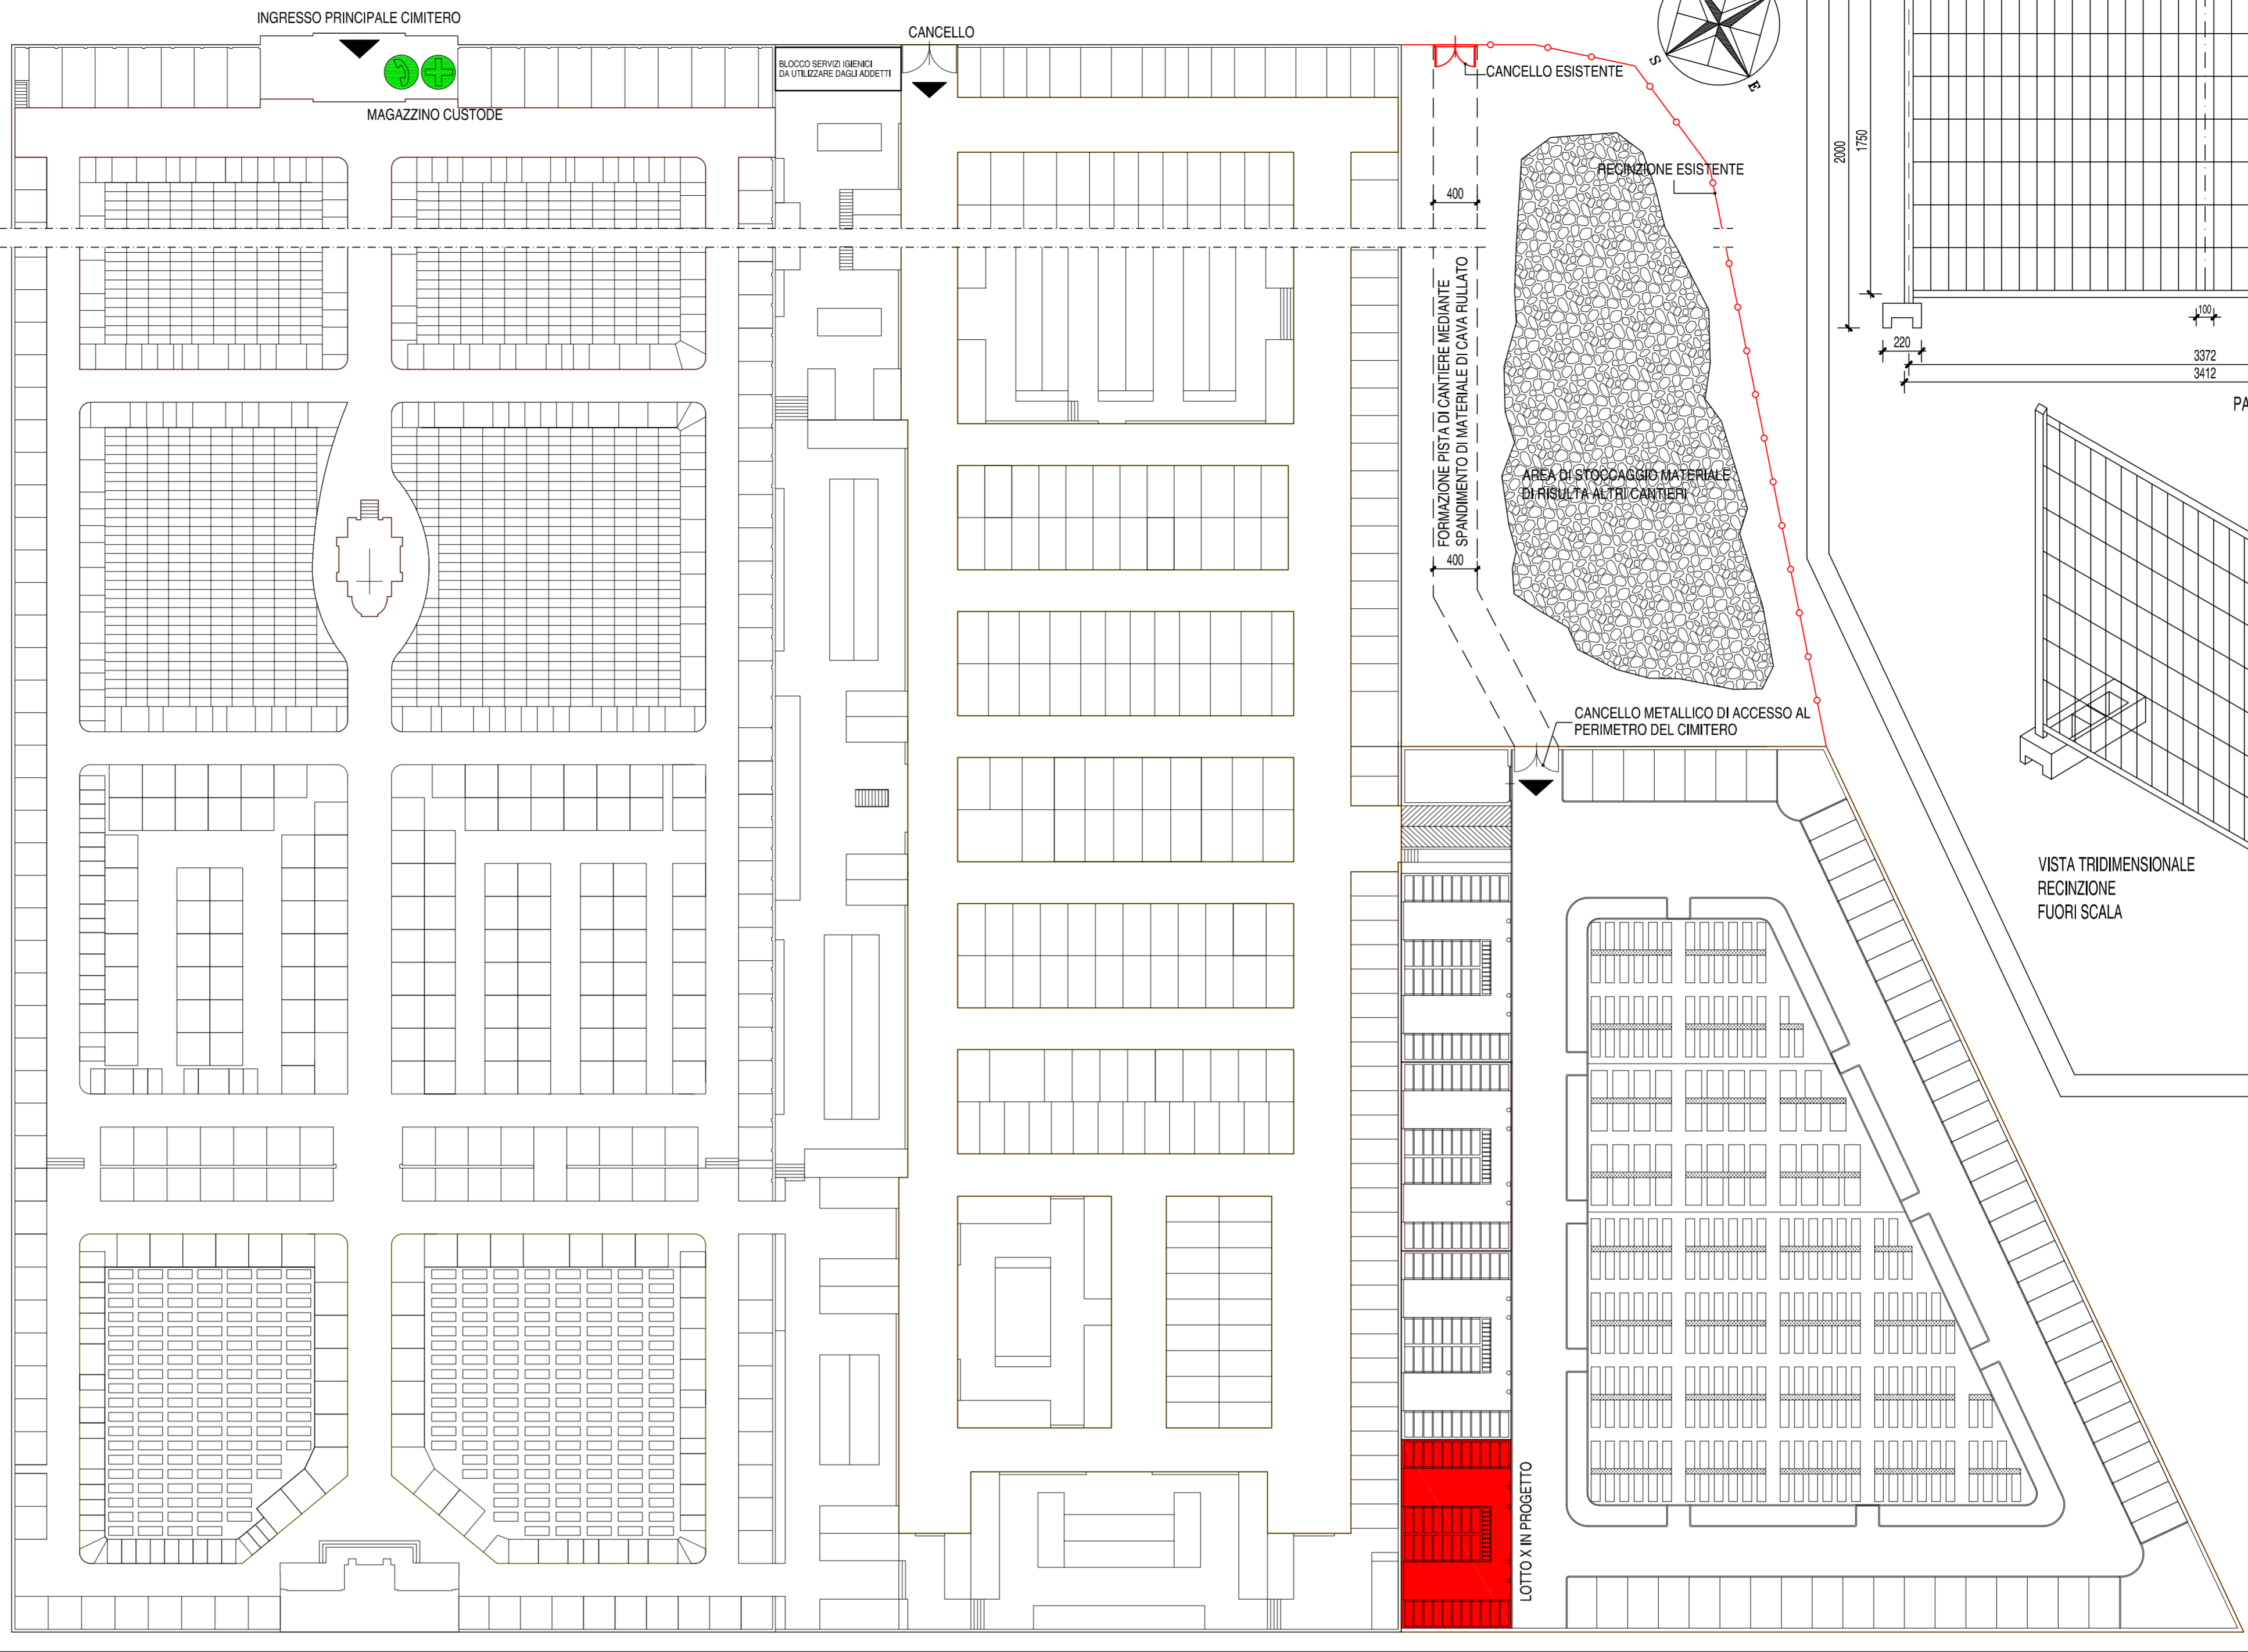 INGRESSO PRINCIPALE CIMITERO
MAGAZZINO CUSTODE
BLOCCO SERVIZI IGIENICI
DA UTILIZZARE DAGLI ADDETTI
CANCELLO
CANCELLO ESISTENTE
S
E
RECINZIONE ESISTENTE
400
FORMAZIONE PISTA DI CANTIERE MEDIANTE
SPANDIMENTO DI MATERIALE DI CAVA RULLATO
400
AREA DI STOCCAGGIO MATERIALE
DI RISULTA ALTRI CANTIERI
CANCELLO METALLICO DI ACCESSO AL
PERIMETRO DEL CIMITERO
LOTTO X IN PROGETTO
2000
1750
220
100
3372
3412
PA
VISTA TRIDIMENSIONALE
RECINZIONE
FUORI SCALA